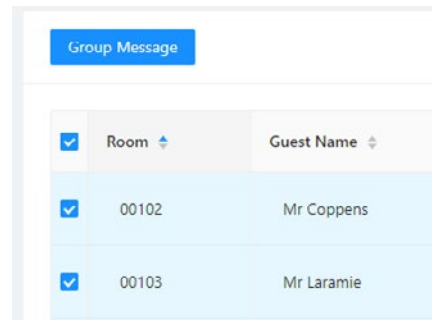 Group Message
Room Guest Name
00102 Mr Coppens
00103 Mr Laramie